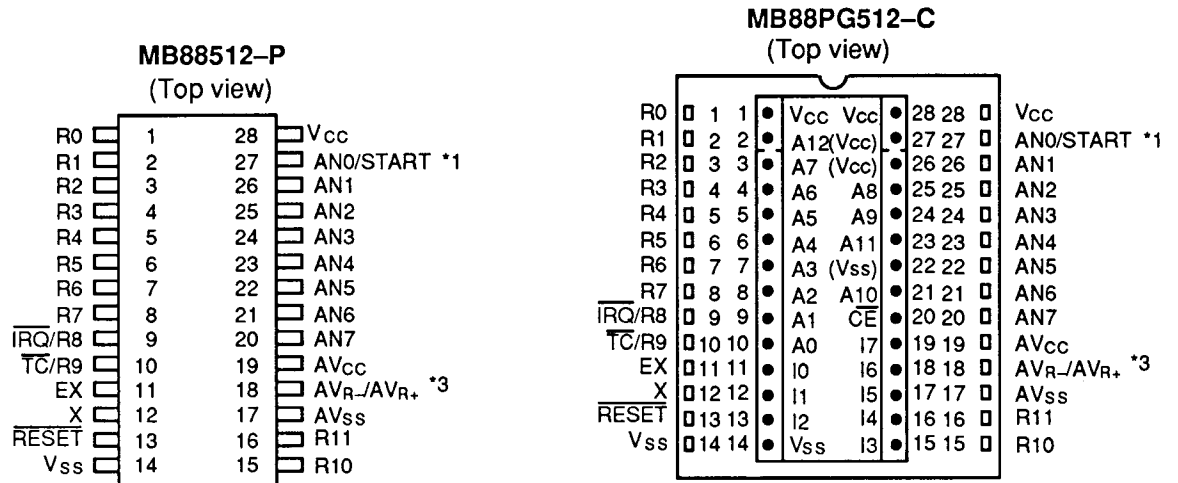 MB88512–P
(Top view)
R0 1 28 VCC
R1 2 27 AN0/START *1
R2 3 26 AN1
R3 4 25 AN2
R4 5 24 AN3
R5 6 23 AN4
R6 7 22 AN5
R7 8 21 AN6
IRQ/R8 9 20 AN7
TC/R9 10 19 AVCC
EX 11 18 AVR–/AVR+ *3
X 12 17 AVSS
RESET 13 16 R11
VSS 14 15 R10
MB88PG512–C
(Top view)
R0 1 1 VCC VCC 28 28 VCC
R1 2 2 A12(VCC) 27 27 AN0/START *1
R2 3 3 A7 (VCC) 26 26 AN1
R3 4 4 A6 A8 25 25 AN2
R4 5 5 A5 A9 24 24 AN3
R5 6 6 A4 A11 23 23 AN4
R6 7 7 A3 (VSS) 22 22 AN5
R7 8 8 A2 A10 21 21 AN6
IRQ/R8 9 9 A1 CE 20 20 AN7
TC/R9 10 10 A0 I7 19 19 AVCC
EX 11 11 I0 I6 18 18 AVR–/AVR+ *3
X 12 12 I1 I5 17 17 AVSS
RESET 13 13 I2 I4 16 16 R11
VSS 14 14 VSS I3 15 15 R10